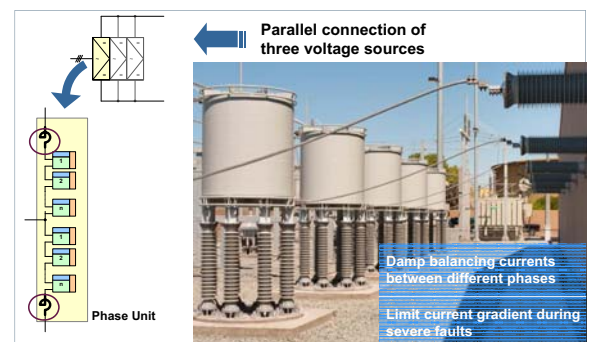 Parallel connection of
three voltage sources
1
2
n
1
2
n
Phase Unit
Damp balancing currents
between different phases
Limit current gradient during
severe faults